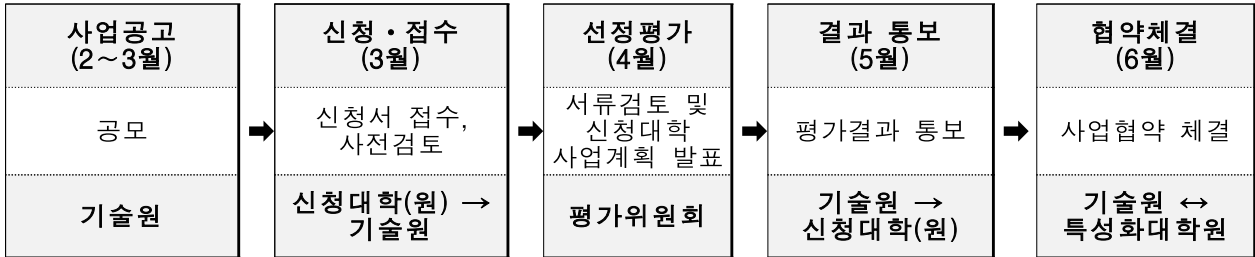 사업공고
(2～3월)
공모
기술원
➡
신청・접수
(3월)
신청서 접수,
사전검토
신청대학(원) →
기술원
➡
선정평가
(4월)
서류검토 및
신청대학
사업계획 발표
평가위원회
➡
결과 통보
(5월)
평가결과 통보
기술원 →
신청대학(원)
➡
협약체결
(6월)
사업협약 체결
기술원 ↔
특성화대학원